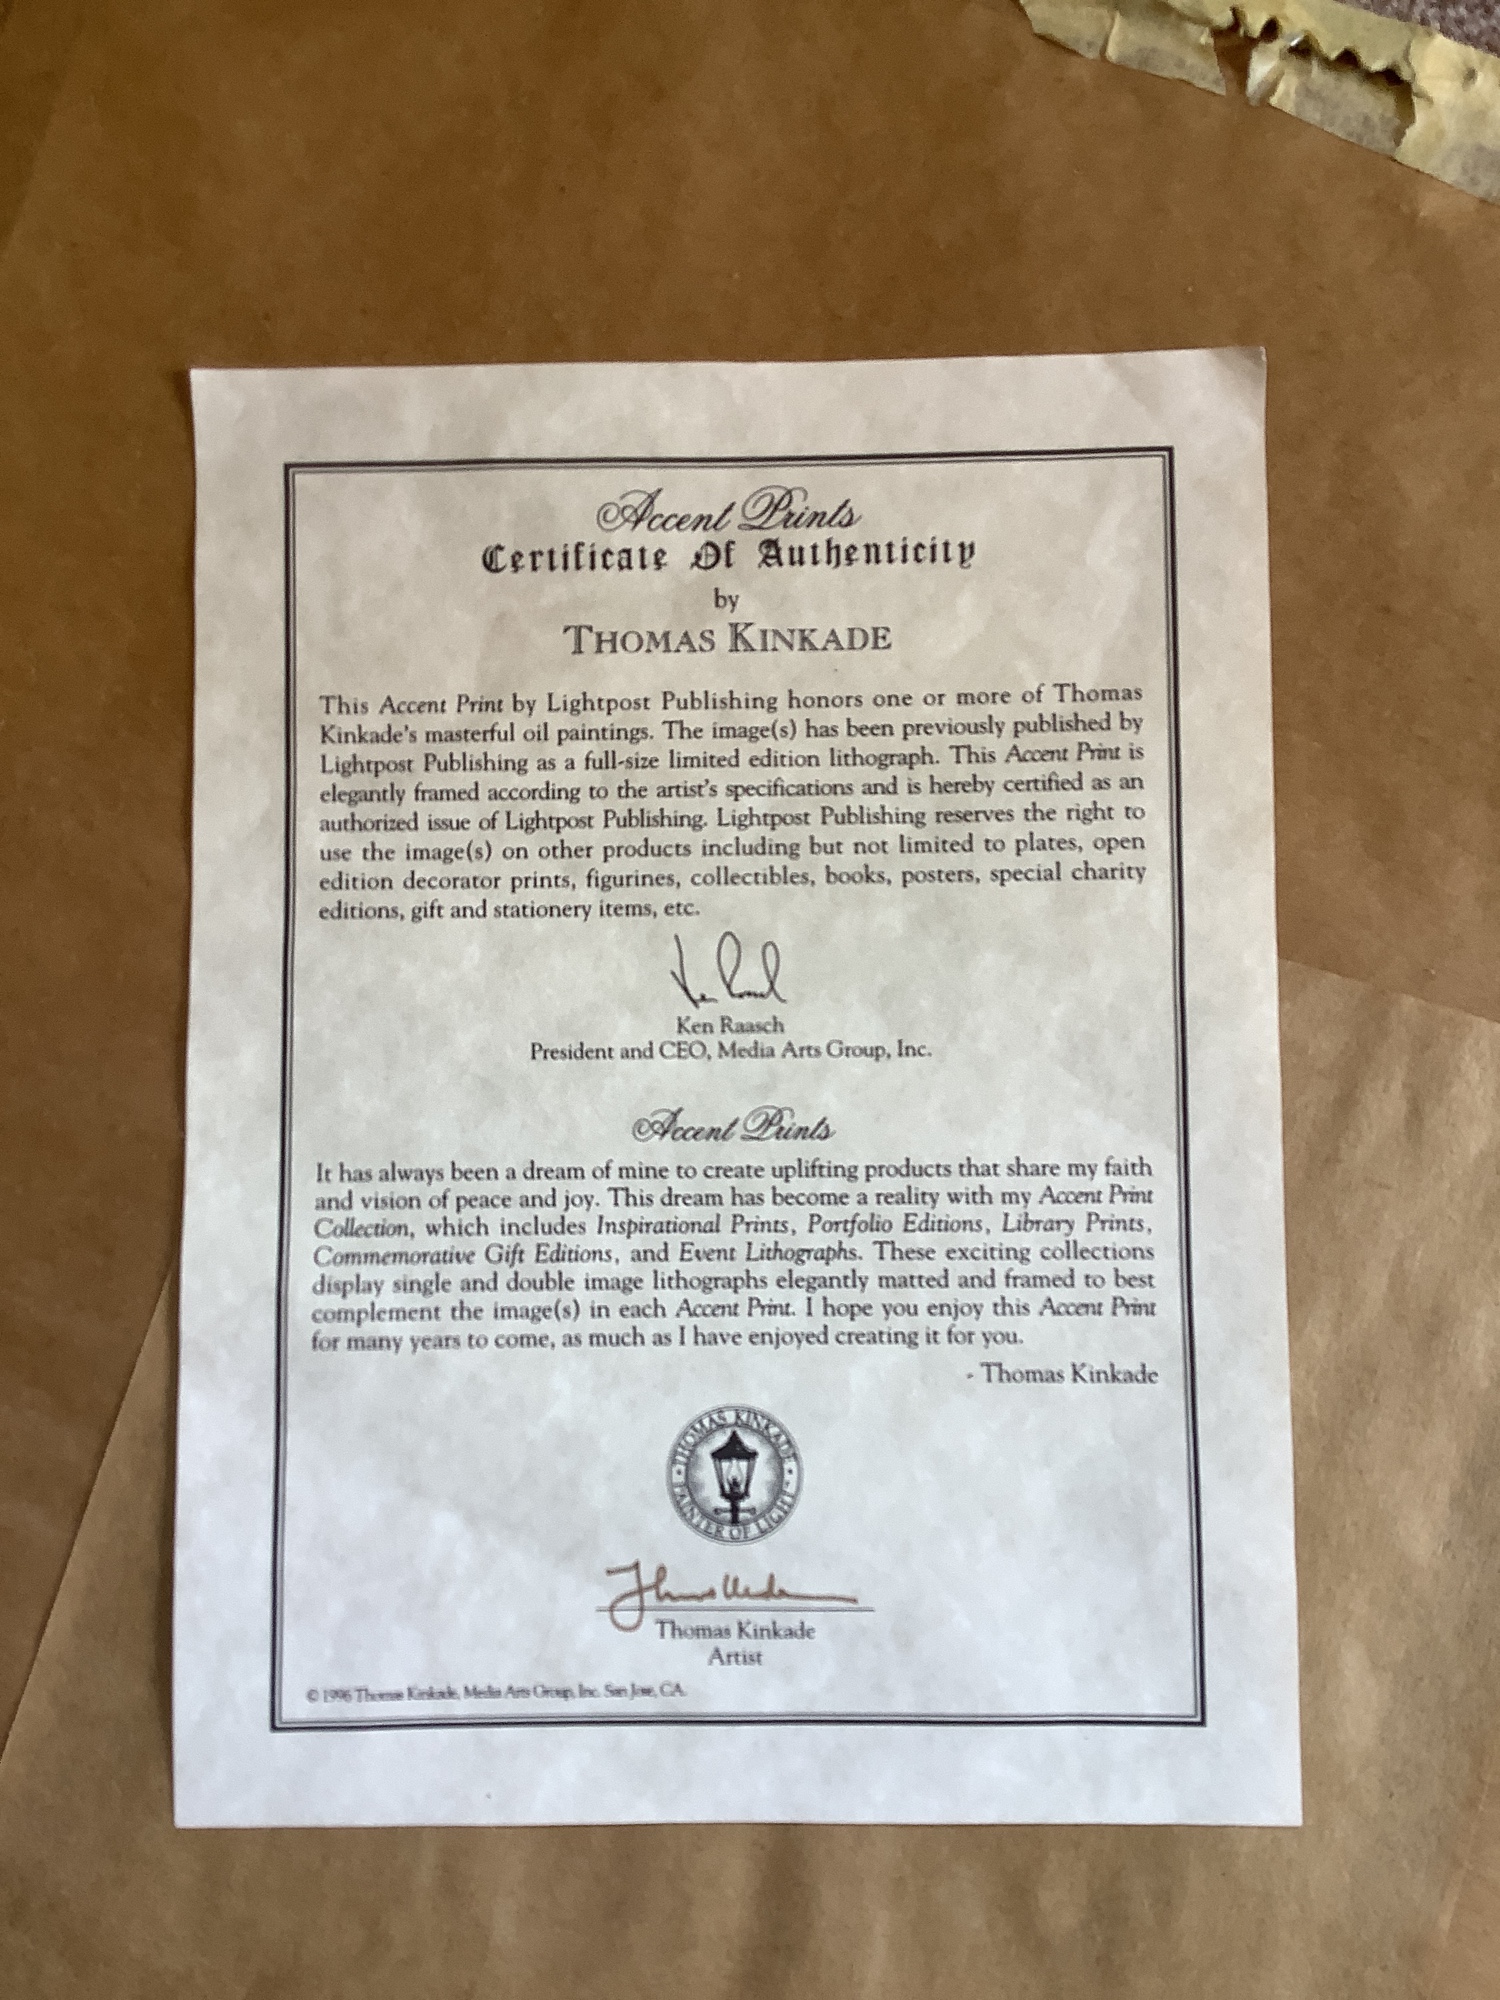 Accent Prints
Certificate Of Authenticity
by
THOMAS KINKADE
This Accent Print by Lightpost Publishing honors one or more of Thomas
Kinkade's masterful oil paintings. The image(s) has been previously published by
Lightpost Publishing as a full-size limited edition lithograph. This Accent Print is
elegantly framed according to the artist's specifications and is hereby certified as an
authorized issue of Lightpost Publishing. Lightpost Publishing reserves the right to
use the image(s) on other products including but not limited to plates, open
edition decorator prints, figurines, collectibles, books, posters, special charity
editions, gift and stationery items, etc.
Ken Raasch
President and CEO, Media Arts Group, Inc.
Accent Prints
It has always been a dream of mine to create uplifting products that share my faith
and vision of peace and joy. This dream has become a reality with my Accent Print
Collection, which includes Inspirational Prints, Portfolio Editions, Library Prints,
Commemorative Gift Editions, and Event Lithographs. These exciting collections
display single and double image lithographs elegantly matted and framed to best
complement the image(s) in each Accent Print. I hope you enjoy this Accent Print
for many years to come, as much as I have enjoyed creating it for you.
- Thomas Kinkade
THOMAS KINKADE
• PAINTER OF LIGHT •
Thomas Kinkade
Artist
© 1996 Thomas Kinkade, Media Arts Group, Inc. San Jose, CA.